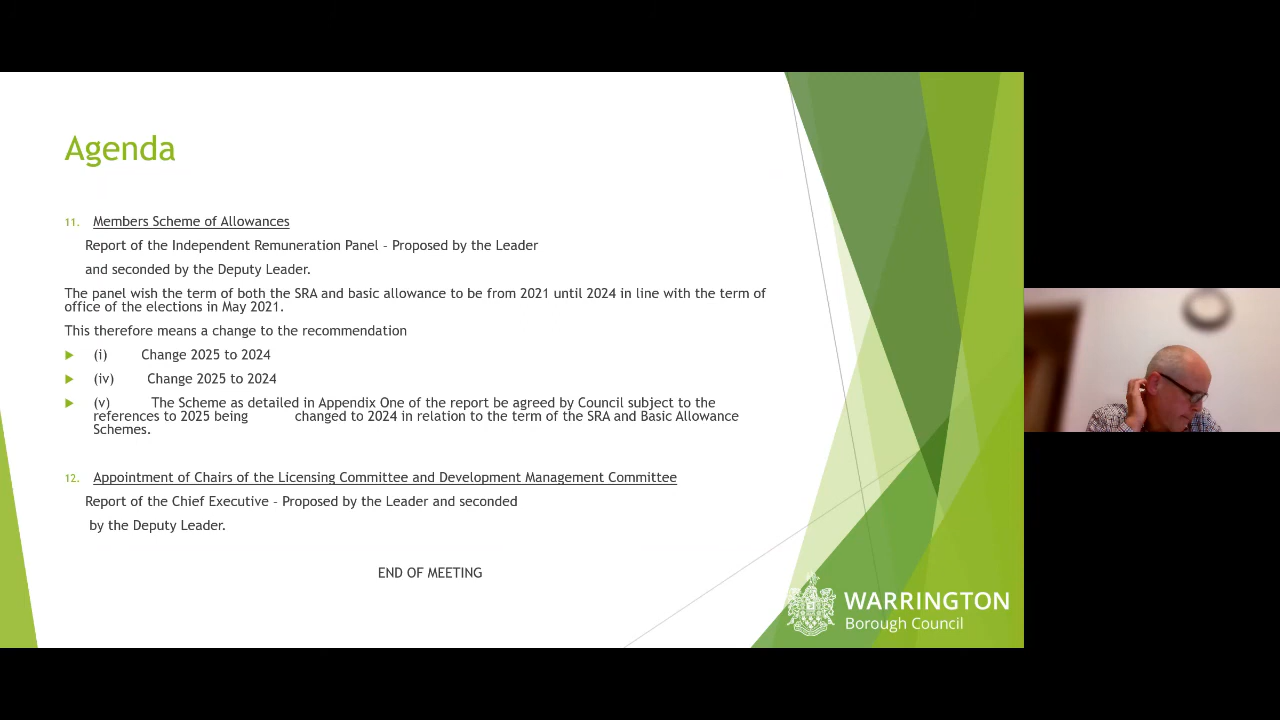 Agenda
11. Members Scheme of Allowances
Report of the Independent Remuneration Panel - Proposed by the Leader
and seconded by the Deputy Leader.
The panel wish the term of both the SRA and basic allowance to be from 2021 until 2024 in line with the term of
office of the elections in May 2021.
This therefore means a change to the recommendation
(i) Change 2025 to 2024
(iv) Change 2025 to 2024
(v) The Scheme as detailed in Appendix One of the report be agreed by Council subject to the
references to 2025 being changed to 2024 in relation to the term of the SRA and Basic Allowance
Schemes.
12. Appointment of Chairs of the Licensing Committee and Development Management Committee
Report of the Chief Executive – Proposed by the Leader and seconded
by the Deputy Leader.
END OF MEETING
WARRINGTON
Borough Council